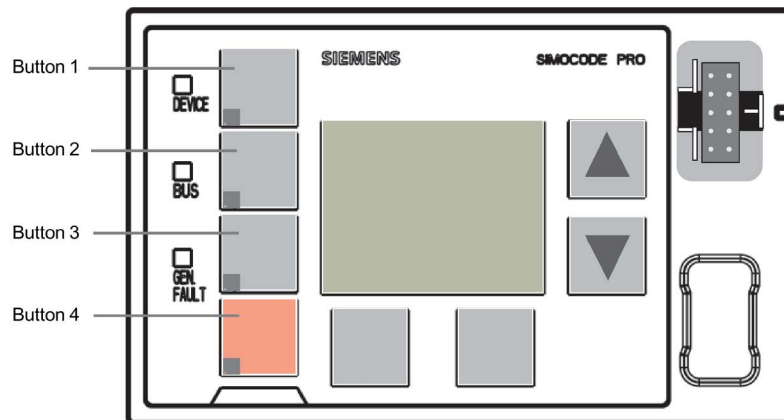 SIEMENS
SIMOCODE PRO
Button 1
DEVICE
Button 2
BUS
Button 3
GEN.
FAULT
Button 4